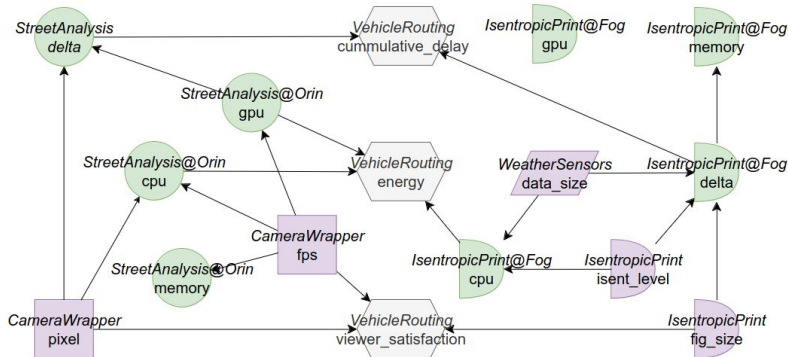 StreetAnalysis
delta
VehicleRouting
cummulative_delay
IsentropicPrint@Fog
gpu
IsentropicPrint@Fog
memory
StreetAnalysis@Orin
gpu
StreetAnalysis@Orin
cpu
VehicleRouting
energy
WeatherSensors
data_size
IsentropicPrint@Fog
delta
CameraWrapper
fps
StreetAnalysis@Orin
memory
IsentropicPrint@Fog
cpu
IsentropicPrint
isent_level
CameraWrapper
pixel
VehicleRouting
viewer_satisfaction
IsentropicPrint
fig_size